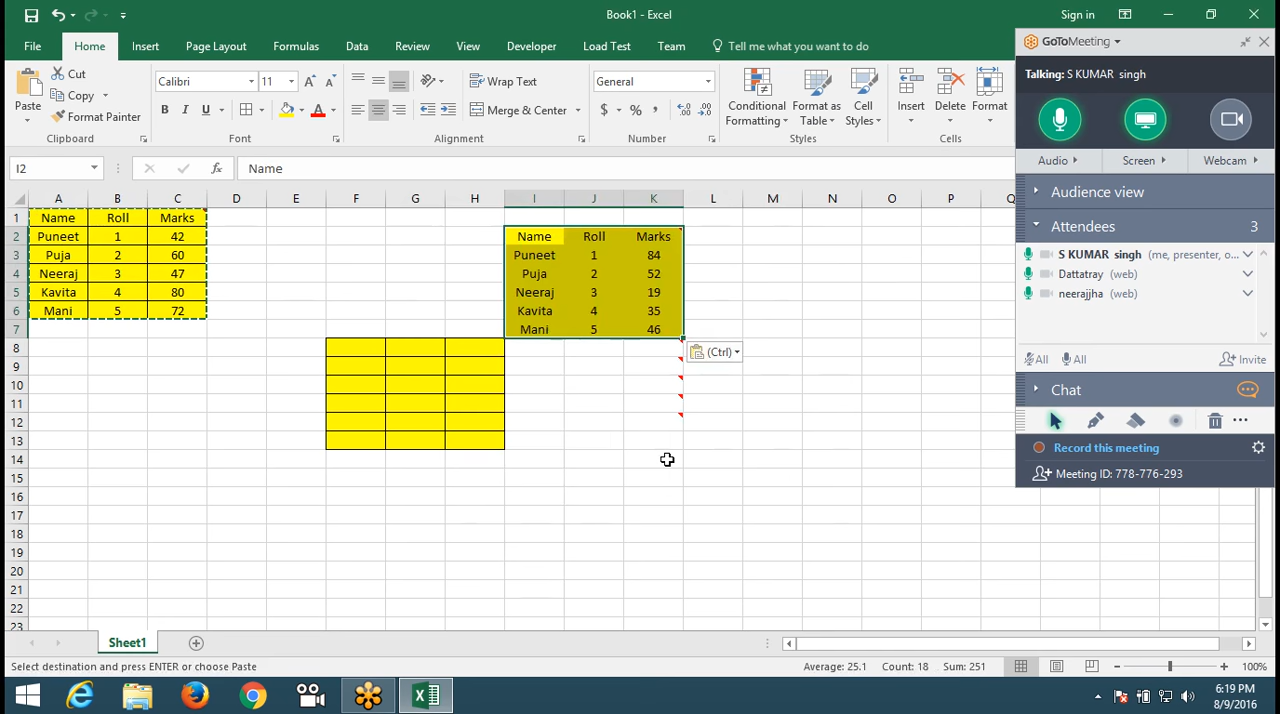 Book1 - Excel
Sign in
File Home Insert Page Layout Formulas Data Review View Developer Load Test Team Tell me what you want to do
Paste
Cut
Copy
Format Painter
Clipboard
Calibri 11
B I U
Font
Wrap Text
Merge & Center
Alignment
General
$ % ,
Number
Conditional Formatting
Format as Table
Cell Styles
Styles
Insert
Delete
Format
Cells
I2
fx
Name
A B C D E F G H I J K L M N O P Q
1 Name Roll Marks
2 Puneet 1 42 Name Roll Marks
3 Puja 2 60 Puneet 1 84
4 Neeraj 3 47 Puja 2 52
5 Kavita 4 80 Neeraj 3 19
6 Mani 5 72 Kavita 4 35
7 Mani 5 46
8 (Ctrl)
9
10
11
12
13
14
15
16
17
18
19
20
21
22
23
GoToMeeting
Talking: S KUMAR singh
Audio Screen Webcam
Audience view
Attendees 3
S KUMAR singh (me, presenter, o...
Dattatray (web)
neerajjha (web)
All All Invite
Chat
Record this meeting
Meeting ID: 778-776-293
Sheet1
Select destination and press ENTER or choose Paste
Average: 25.1 Count: 18 Sum: 251
100%
6:19 PM
8/9/2016